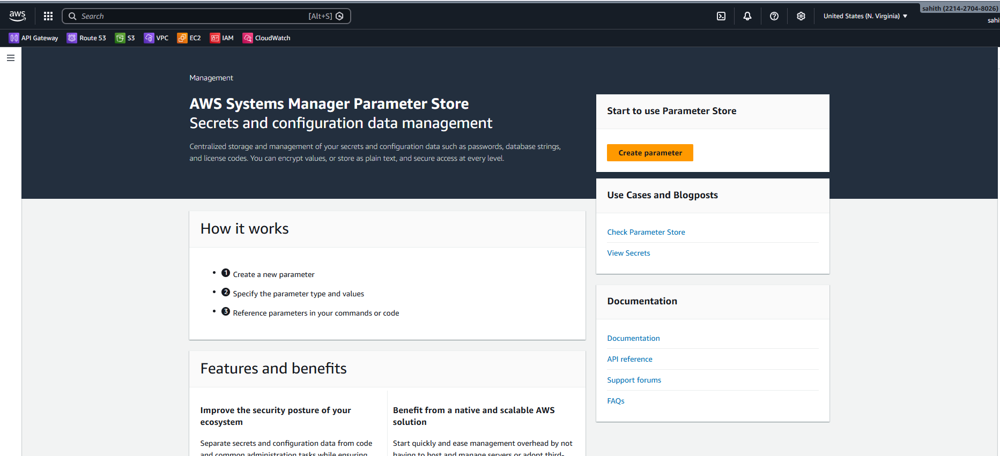 aws
Search
[Alt+S]
United States (N. Virginia)
sahith (2214-2704-8026)
sahi
API Gateway
Route 53
S3
VPC
EC2
IAM
CloudWatch
Management
AWS Systems Manager Parameter Store
Secrets and configuration data management
Centralized storage and management of your secrets and configuration data such as passwords, database strings,
and license codes. You can encrypt values, or store as plain text, and secure access at every level.
Start to use Parameter Store
Create parameter
Use Cases and Blogposts
Check Parameter Store
View Secrets
How it works
1 Create a new parameter
2 Specify the parameter type and values
3 Reference parameters in your commands or code
Documentation
Documentation
API reference
Support forums
FAQs
Features and benefits
Improve the security posture of your
ecosystem
Separate secrets and configuration data from code
and common administration tasks while ensuring
Benefit from a native and scalable AWS
solution
Start quickly and ease management overhead by not
having to host and manage servers or adopt third-